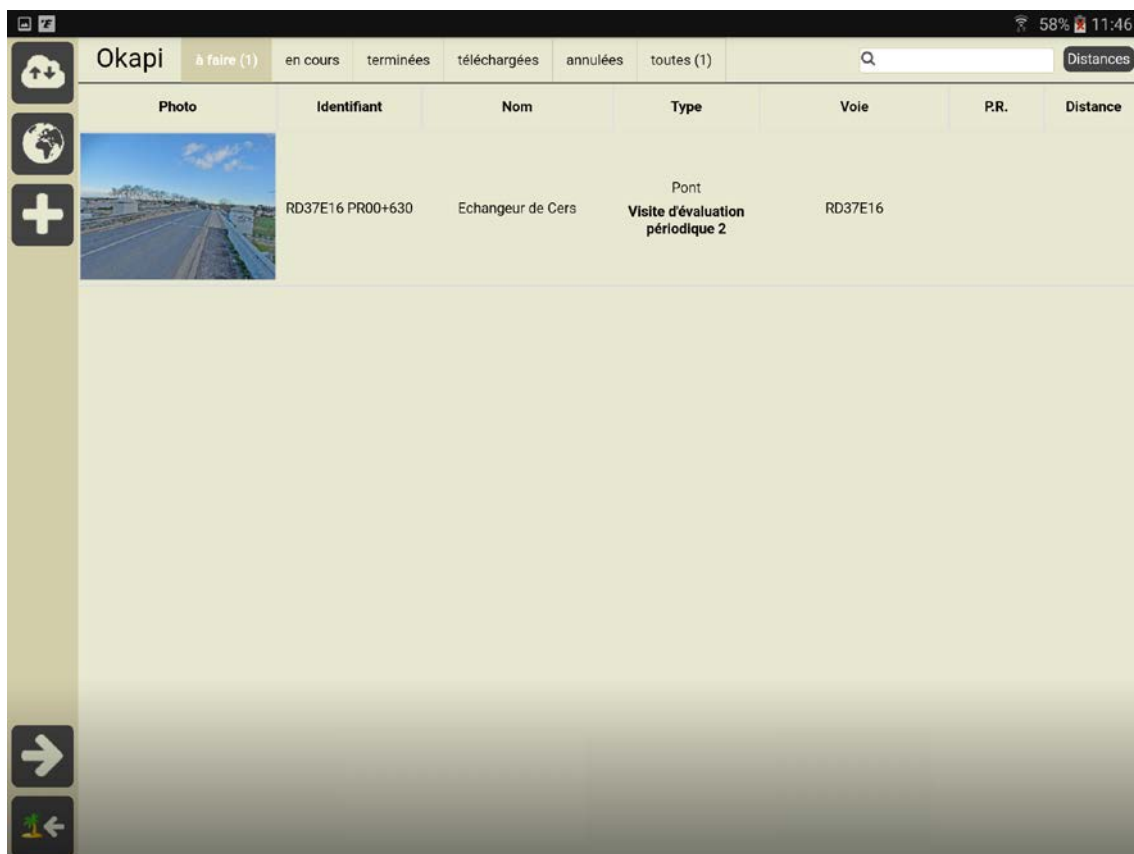 58% 11:46
Okapi à faire (1) en cours terminées téléchargées annulées toutes (1) Distances
Photo Identifiant Nom Type Voie P.R. Distance
Pont
RD37E16 PR00+630 Echangeur de Cers Visite d'évaluation RD37E16
périodique 2